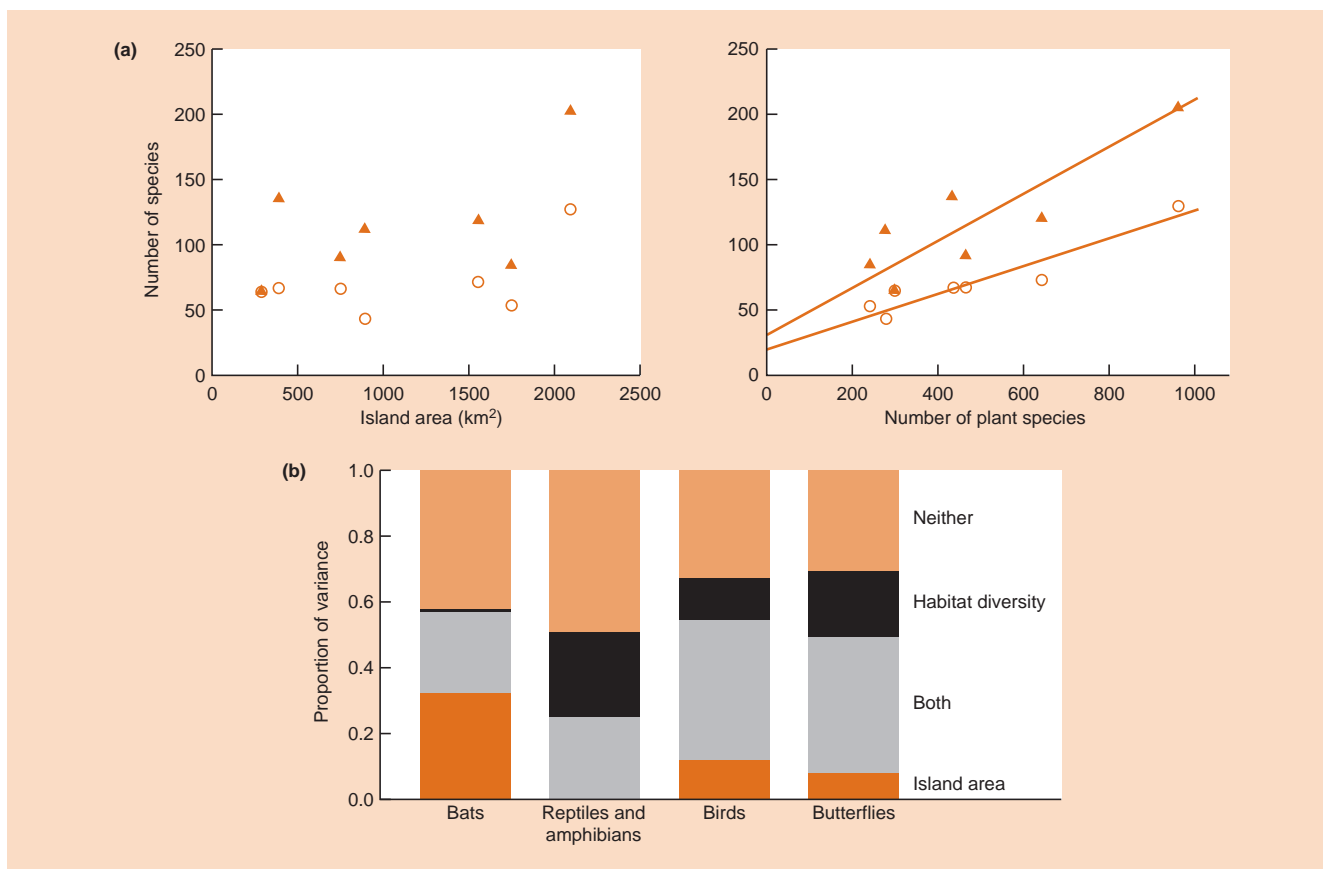 (a)
250
200
150
100
50
0
Number of species
0 500 1000 1500 2000 2500
Island area (km2)
250
200
150
100
50
0
0 200 400 600 800 1000
Number of plant species
(b)
1.0
0.8
0.6
0.4
0.2
0.0
Proportion of variance
Neither
Habitat diversity
Both
Island area
Bats
Reptiles and
amphibians
Birds
Butterflies